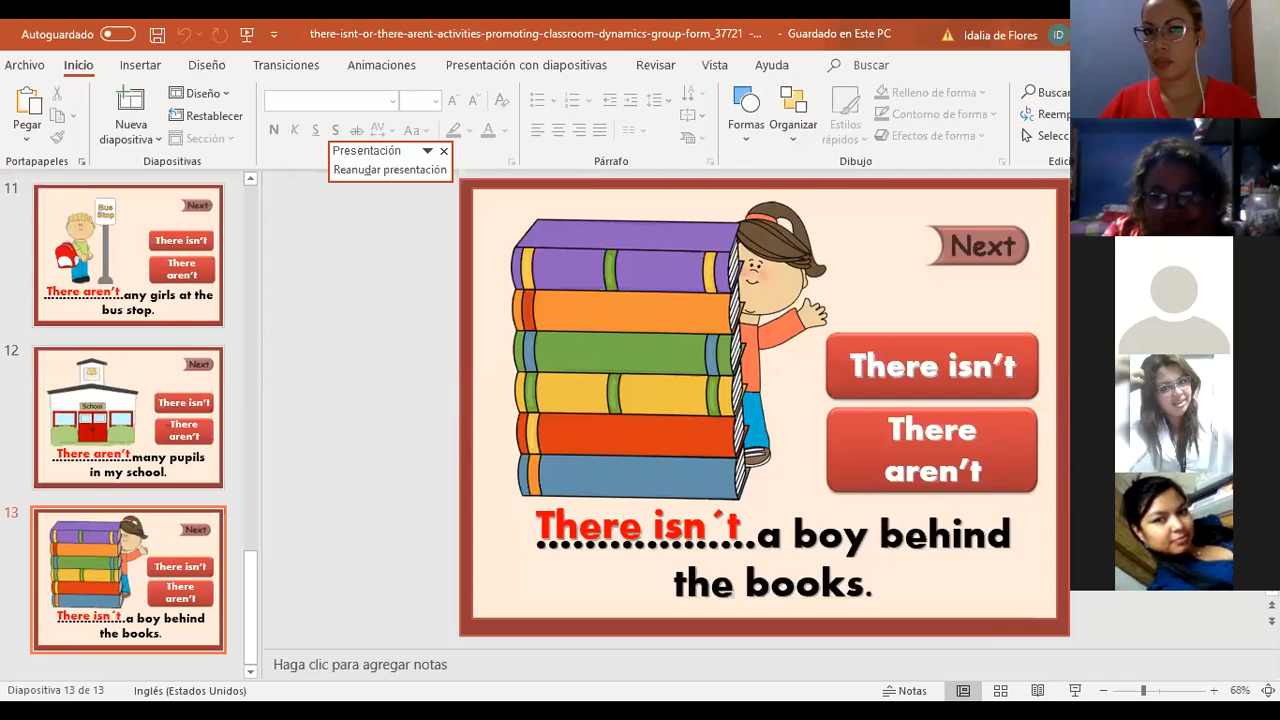 Autoguardado
there-isnt-or-there-arent-activities-promoting-classroom-dynamics-group-form_37721 -... - Guardado en Este PC
Idalia de Flores ID
Archivo Inicio Insertar Diseño Transiciones Animaciones Presentación con diapositivas Revisar Vista Ayuda Buscar
Pegar
Portapapeles
Nueva diapositiva
Diseño
Restablecer
Sección
Diapositivas
N K S S ab AV Aa A
Presentación
Reanudar presentación
Párrafo
Formas
Organizar
Estilos rápidos
Relleno de forma
Contorno de forma
Efectos de forma
Dibujo
Buscar
Reemp
Selecc
Edici
11
Bus
Stop
Next
There isn't
There
aren't
There aren't any girls at the
bus stop.
12
School
Next
There isn't
There
aren't
There aren't many pupils
in my school.
13
Next
There isn't
There
aren't
There isn´t a boy behind
the books.
Next
There isn't
There
aren't
There isn´t a boy behind
the books.
Haga clic para agregar notas
Diapositiva 13 de 13 Inglés (Estados Unidos) Notas 68%